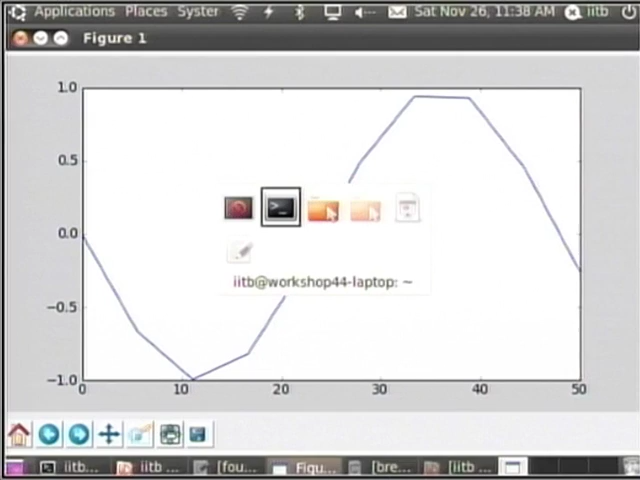 Applications Places Syster Sat Nov 26, 11:38 AM iitb
Figure 1
1.0
0.5
0.0
−0.5
−1.0
0 10 20 30 40 50
iitb@workshop44-laptop: ~
iitb... iitb ... [fou... Figu... [bre... [iitb ...